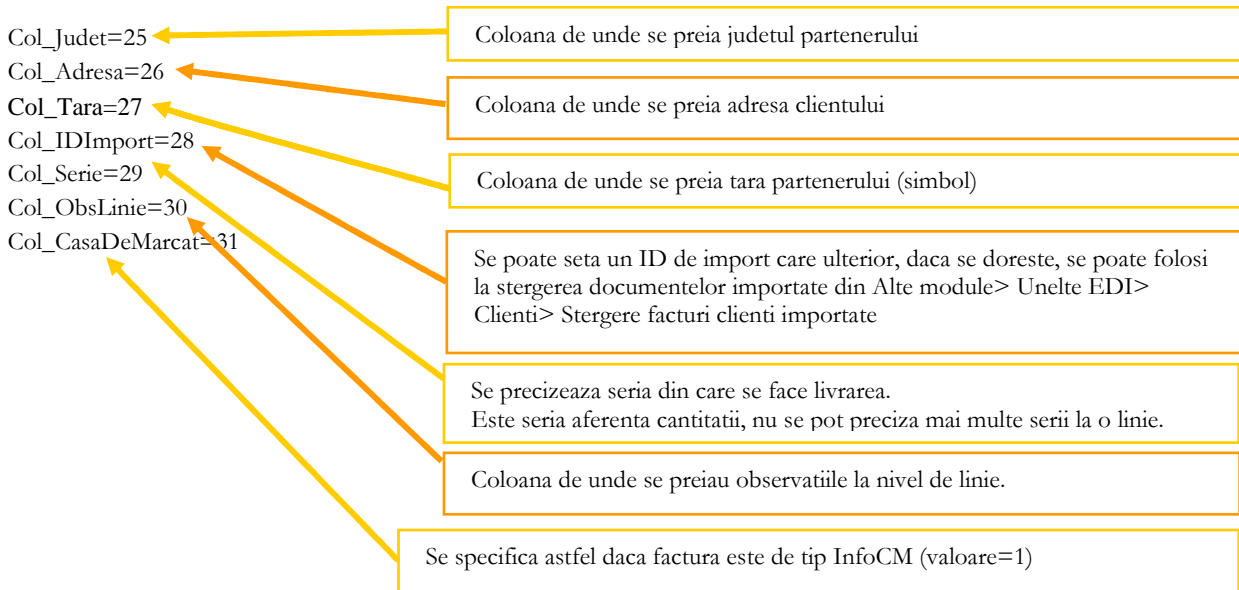 Col_Judet=25
Coloana de unde se preia judetul partenerului
Col_Adresa=26
Coloana de unde se preia adresa clientului
Col_Tara=27
Coloana de unde se preia tara partenerului (simbol)
Col_IDImport=28
Se poate seta un ID de import care ulterior, daca se doreste, se poate folosi
la stergerea documentelor importate din Alte module> Unelte EDI>
Clienti> Stergere facturi clienti importate
Col_Serie=29
Se precizeaza seria din care se face livrarea.
Este seria aferenta cantitatii, nu se pot preciza mai multe serii la o linie.
Col_ObsLinie=30
Coloana de unde se preiau observatiile la nivel de linie.
Col_CasaDeMarcat=31
Se specifica astfel daca factura este de tip InfoCM (valoare=1)